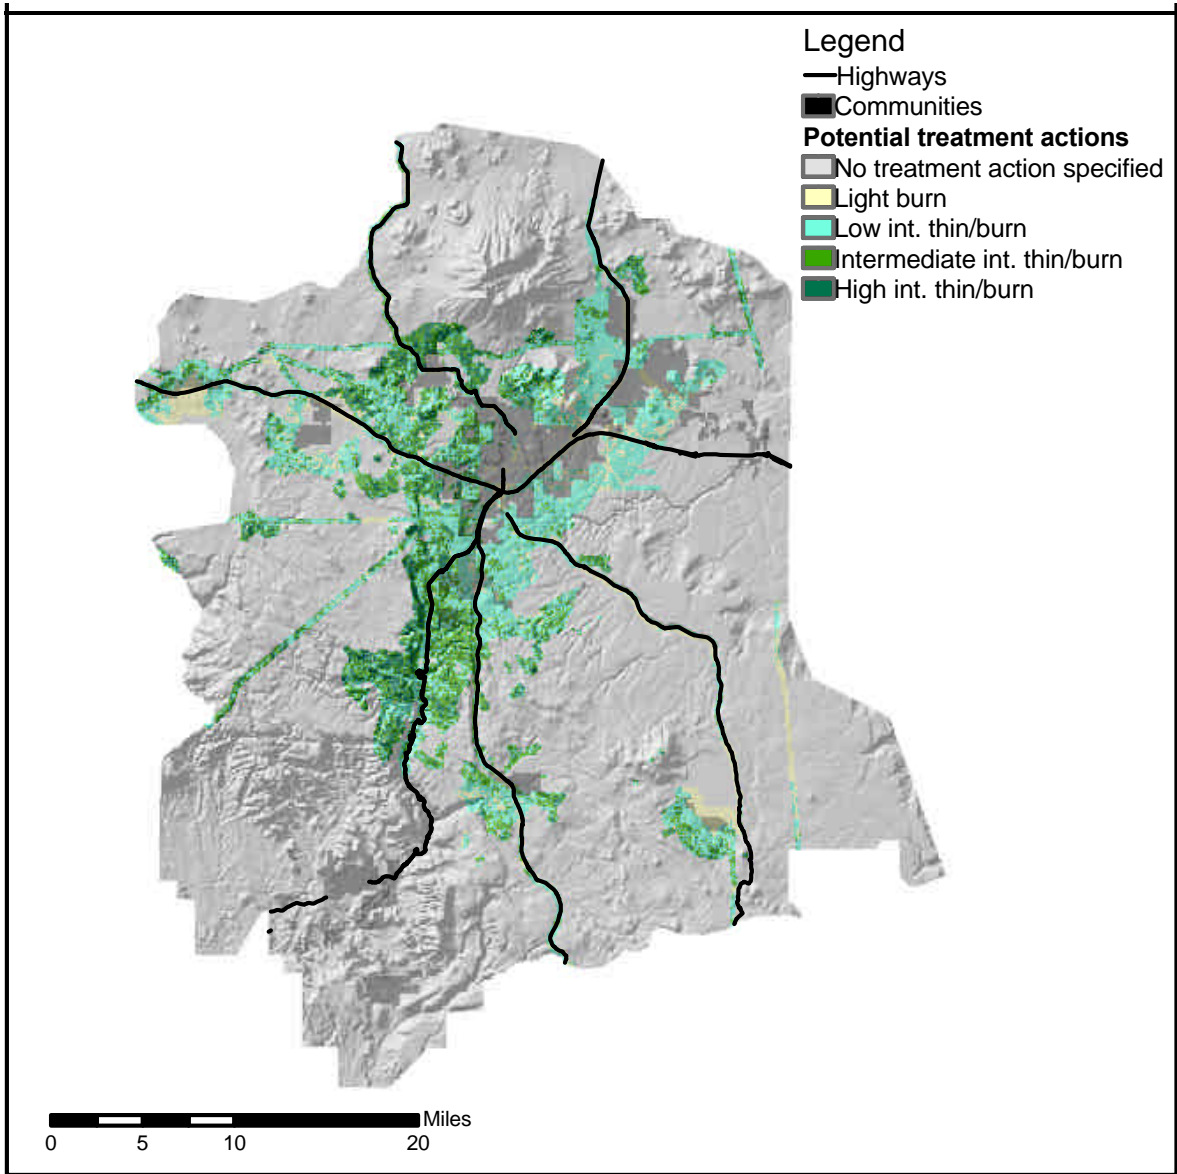 Legend
Highways
Communities
Potential treatment actions
No treatment action specified
Light burn
Low int. thin/burn
Intermediate int. thin/burn
High int. thin/burn
Miles
0 5 10 20